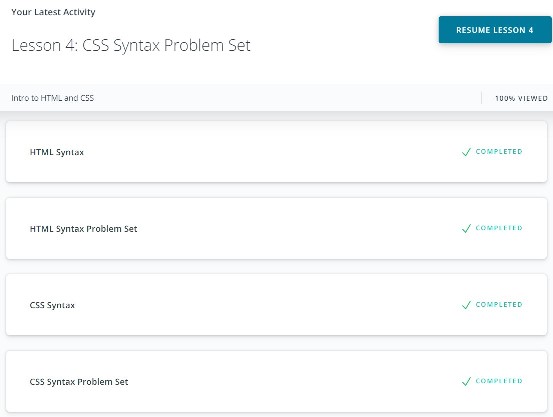 Your Latest Activity
RESUME LESSON 4
Lesson 4: CSS Syntax Problem Set
Intro to HTML and CSS
100% VIEWED
HTML Syntax
COMPLETED
HTML Syntax Problem Set
COMPLETED
CSS Syntax
COMPLETED
CSS Syntax Problem Set
COMPLETED